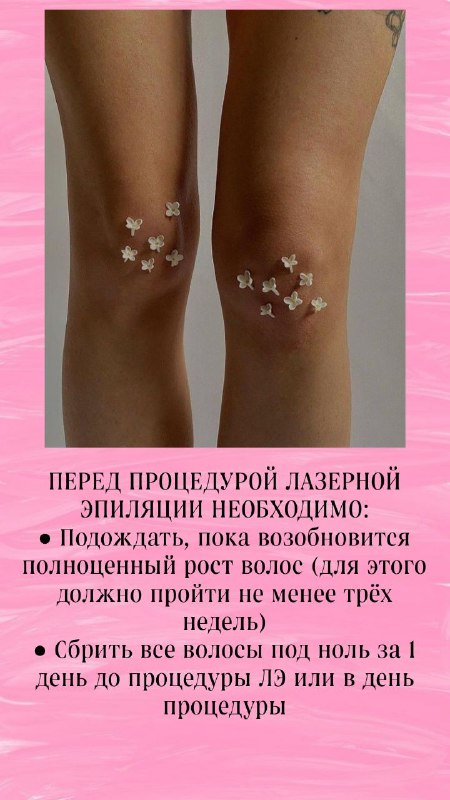 ПЕРЕД ПРОЦЕДУРОЙ ЛАЗЕРНОЙ
ЭПИЛЯЦИИ НЕОБХОДИМО:
● Подождать, пока возобновится
полноценный рост волос (для этого
должно пройти не менее трёх
недель)
● Сбрить все волосы под ноль за 1
день до процедуры ЛЭ или в день
процедуры